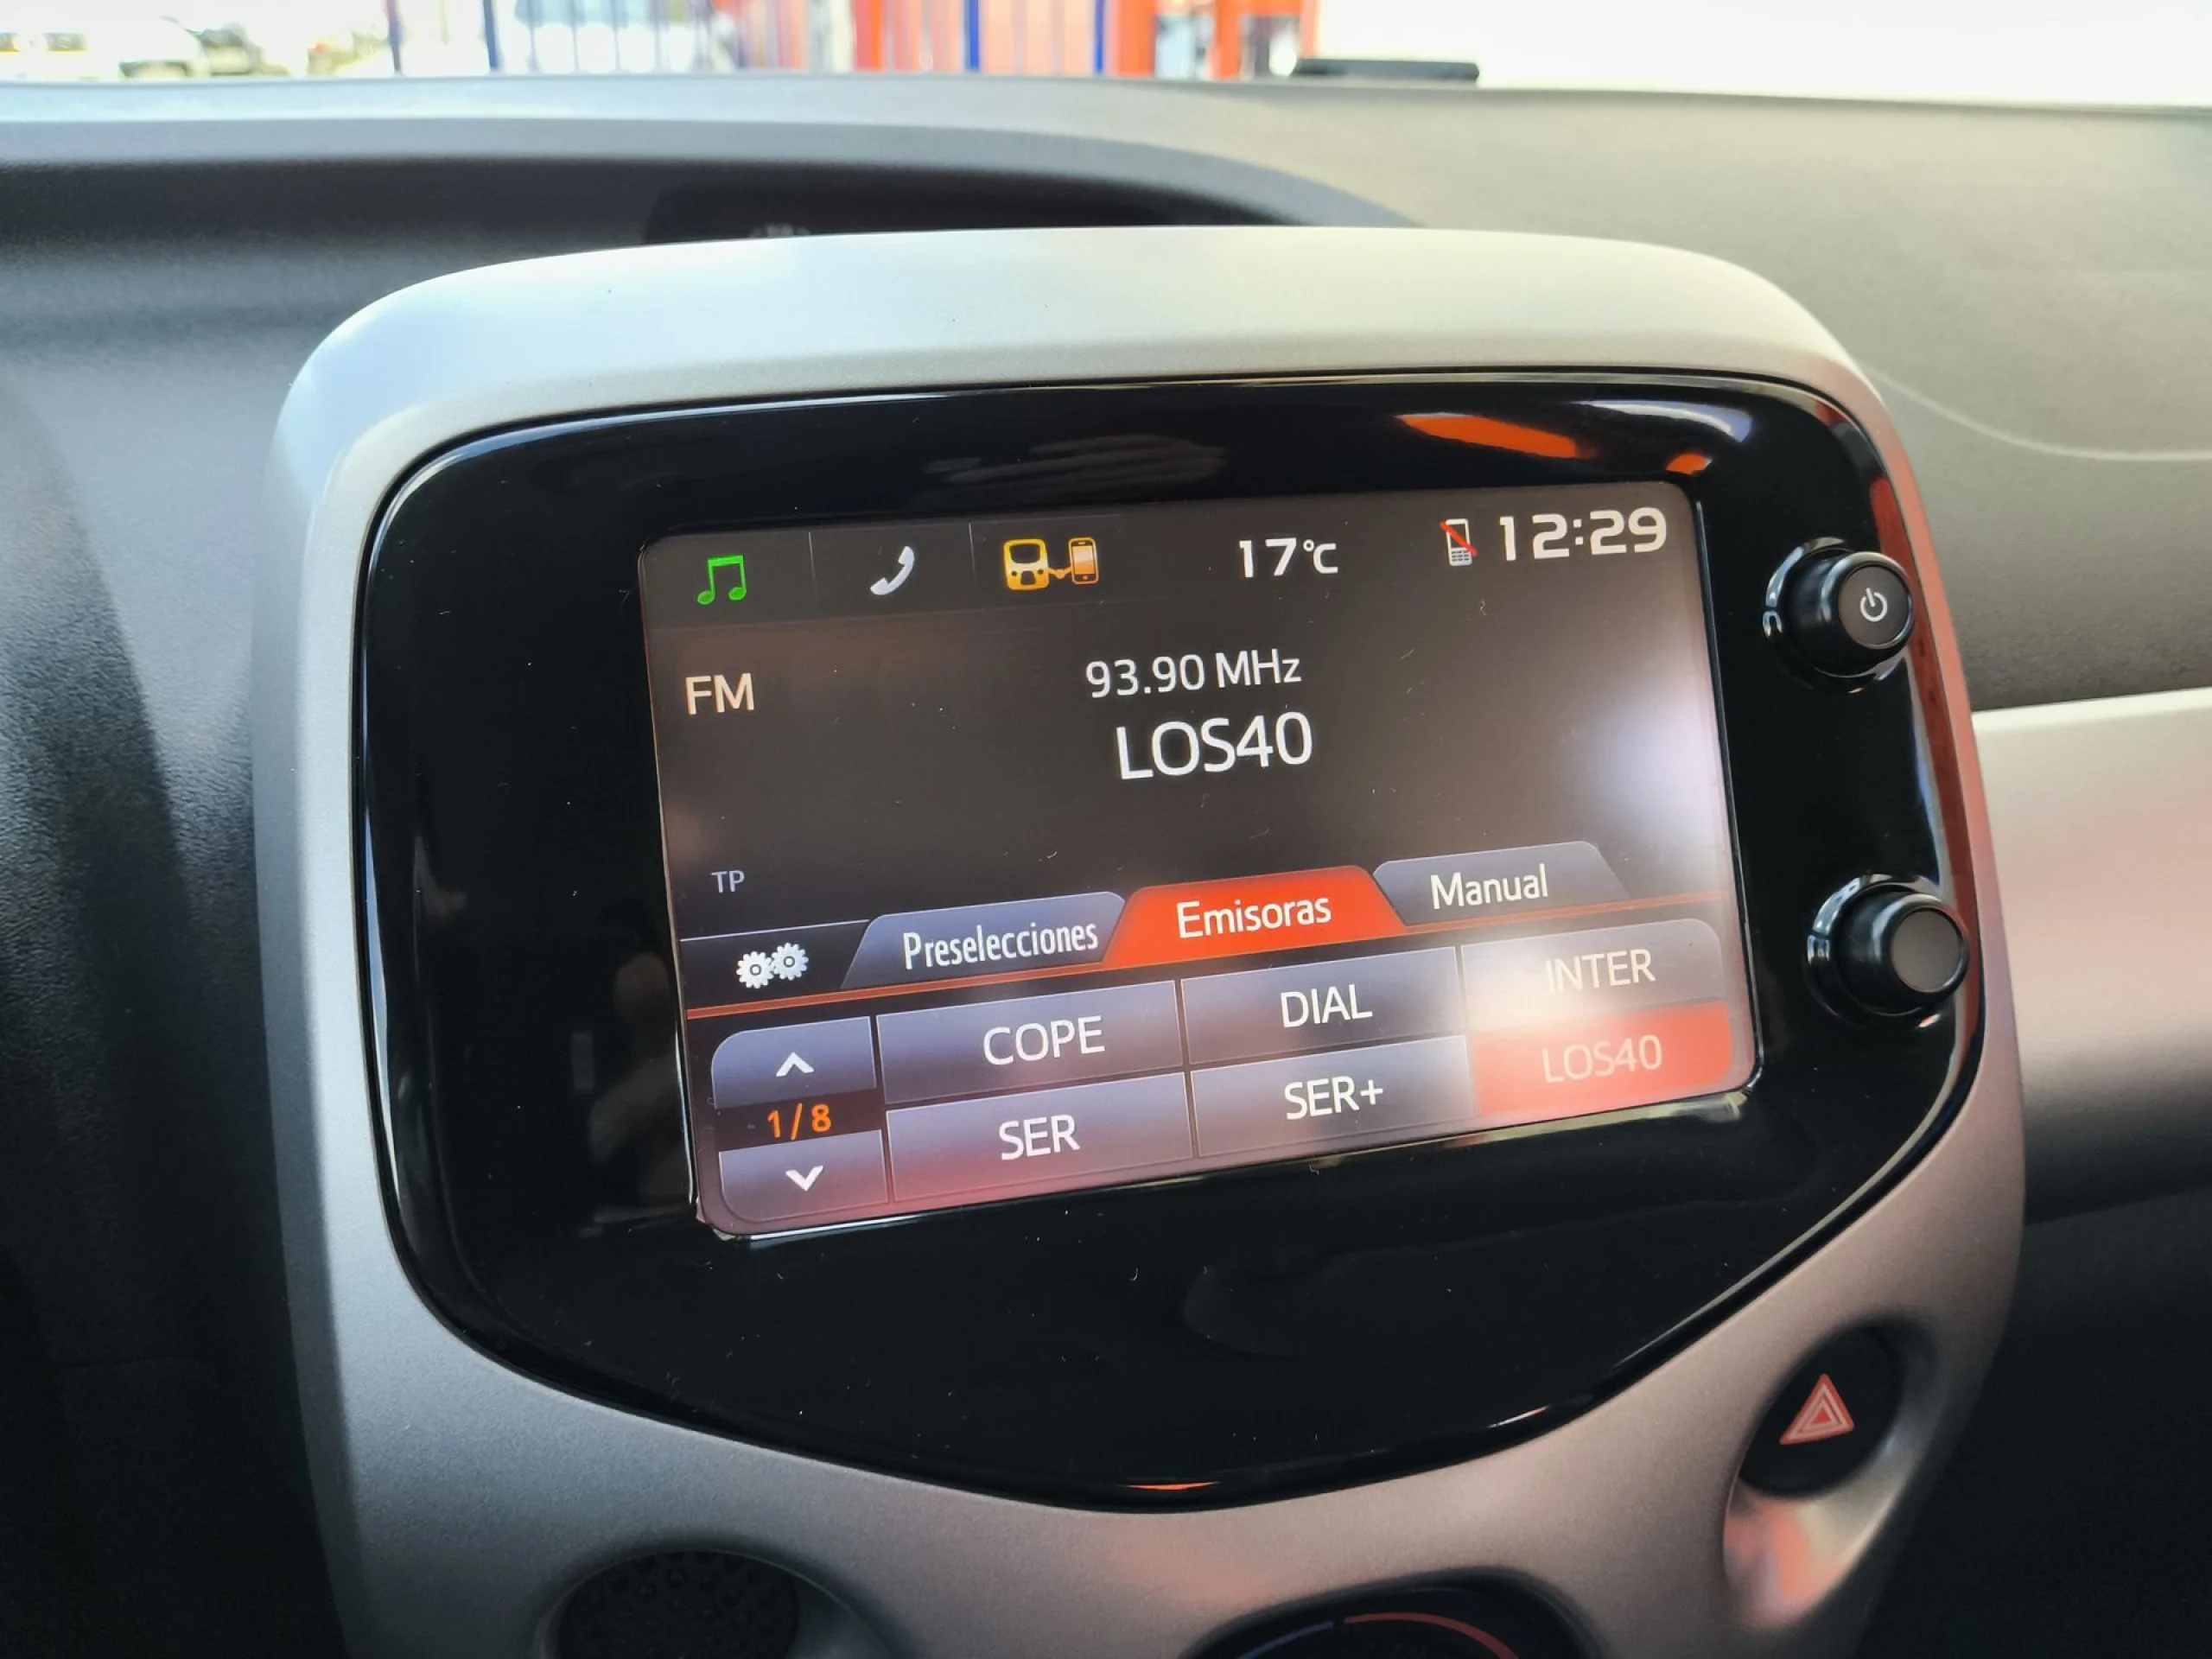 17°C
12:29
FM
93.90 MHz
LOS40
TP
Preselecciones
Emisoras
Manual
COPE
DIAL
INTER
1/8
SER
SER+
LOS40